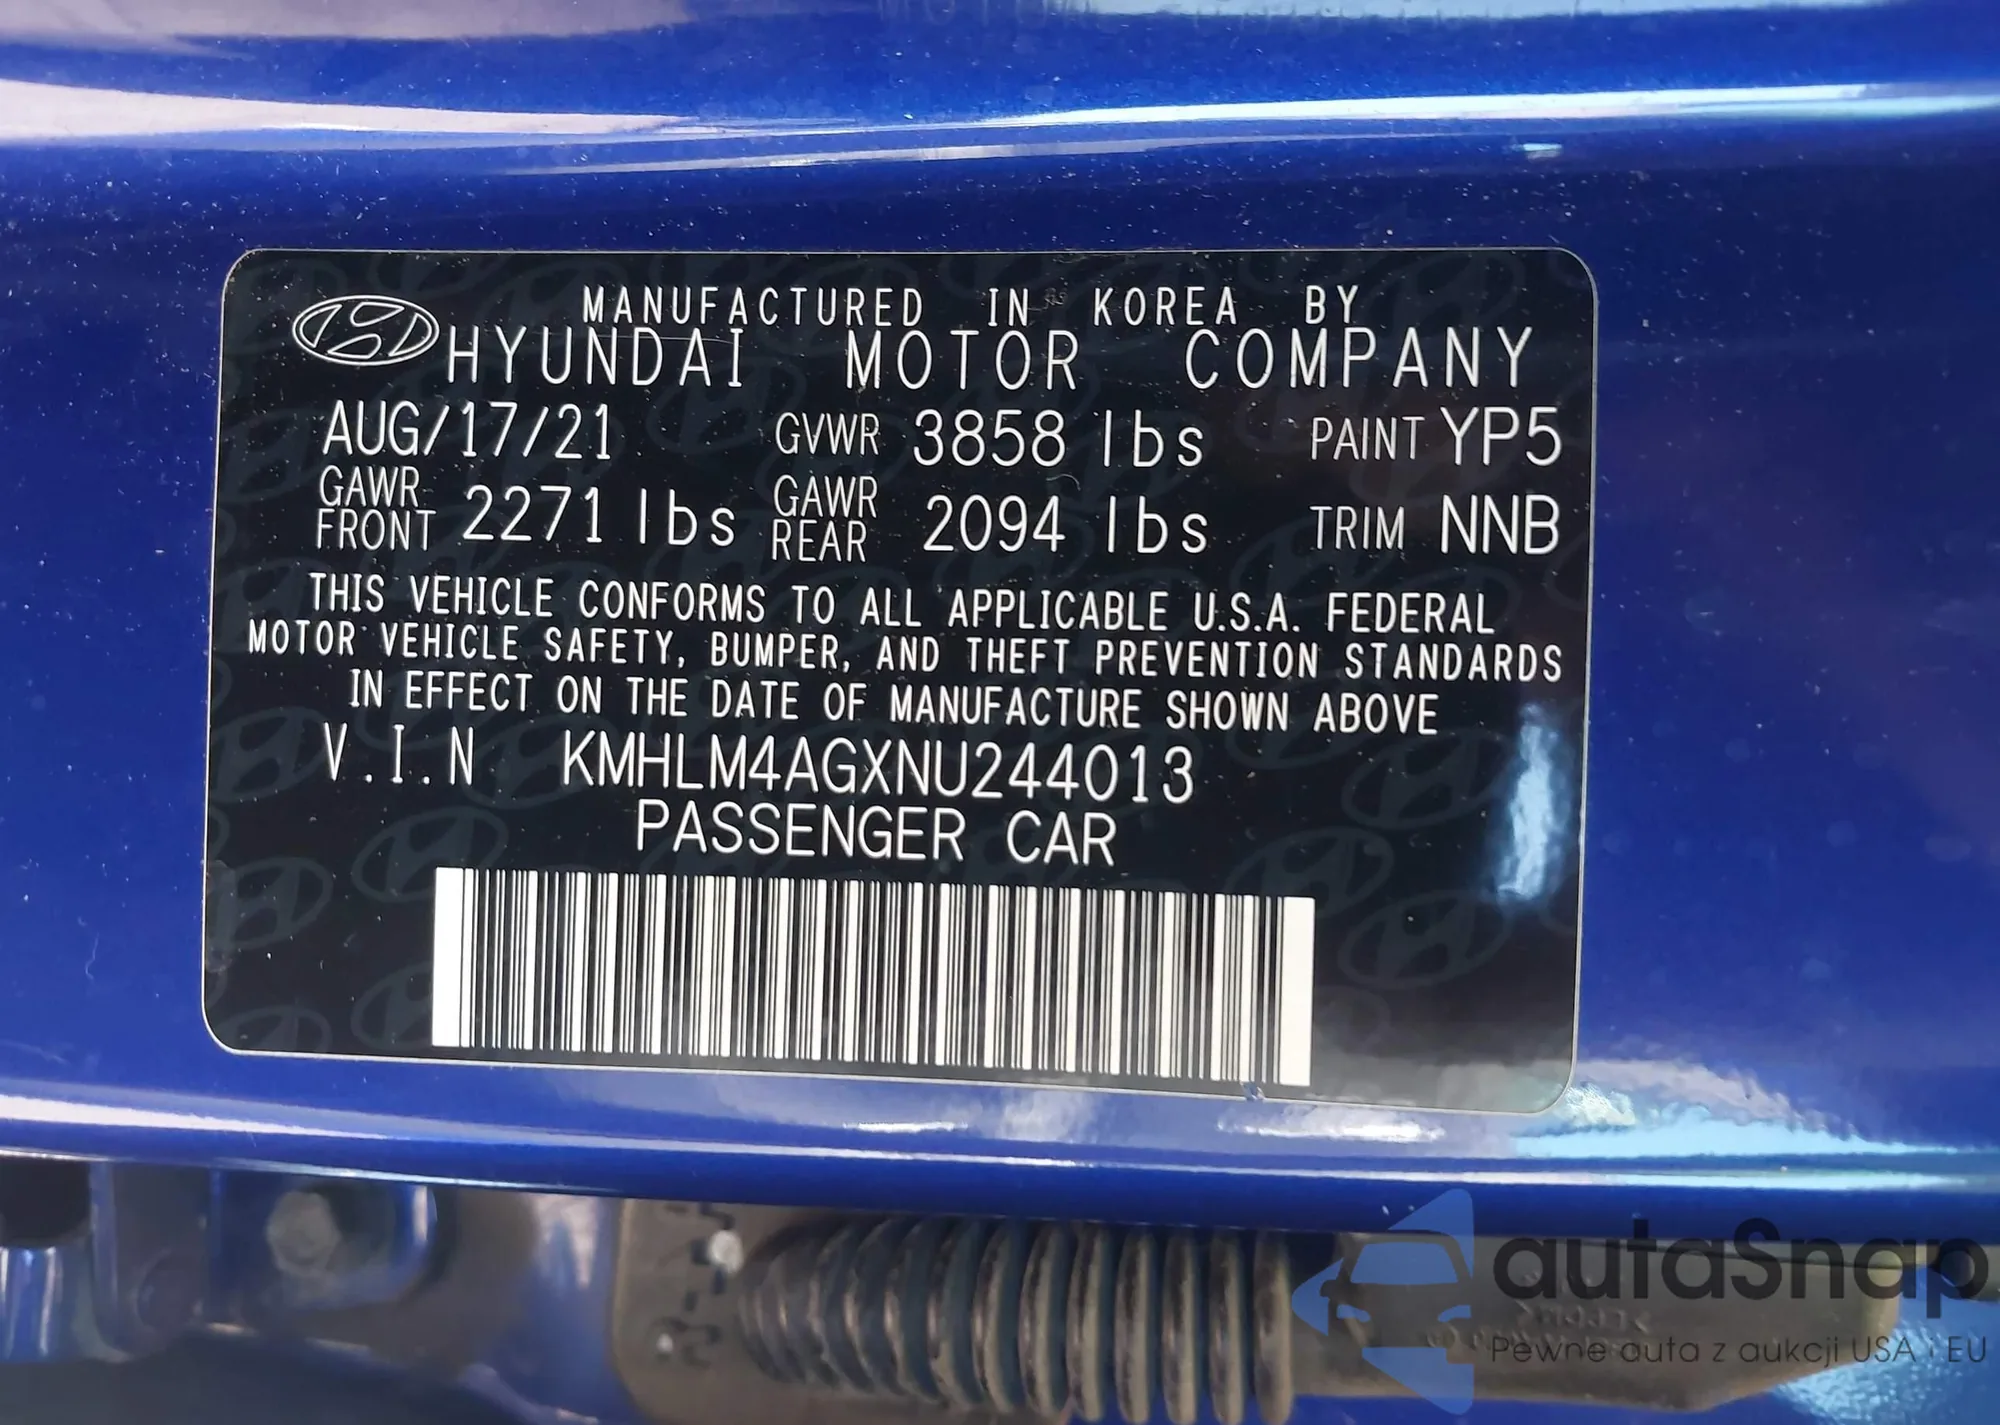 MANUFACTURED IN KOREA BY
HYUNDAI MOTOR COMPANY
AUG/17/21 GVWR 3858 lbs PAINT YP5
GAWR FRONT 2271 lbs GAWR REAR 2094 lbs TRIM NNB
THIS VEHICLE CONFORMS TO ALL APPLICABLE U.S.A. FEDERAL
MOTOR VEHICLE SAFETY, BUMPER, AND THEFT PREVENTION STANDARDS
IN EFFECT ON THE DATE OF MANUFACTURE SHOWN ABOVE
V.I.N KMHLM4AGXNU244013
PASSENGER CAR
autaSnap
Pewne auta z aukcji USA i EU